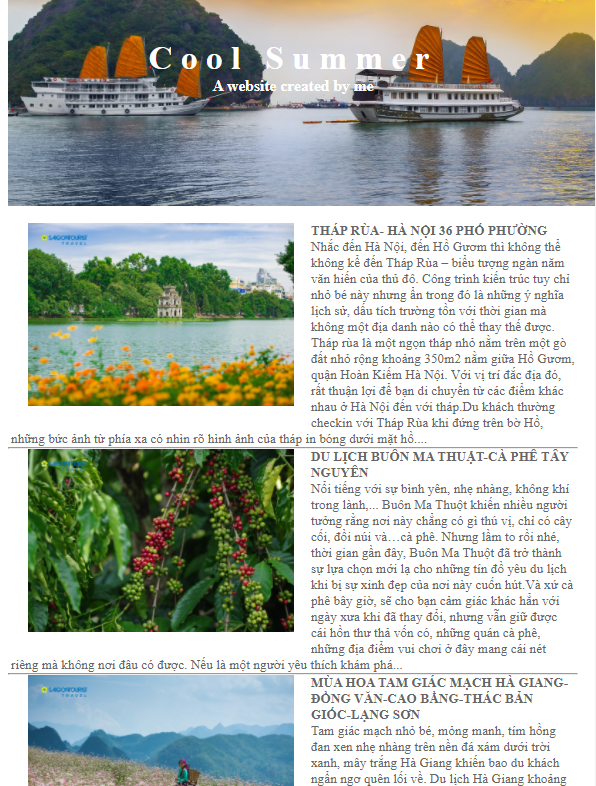 Cool Summer
A website created by me
SAIGONTOURIST
TRAVEL
THÁP RÙA- HÀ NỌI 36 PHỐ PHƯỜNG
Nhắc đến Hà Nội, đến Hồ Gươm thì không thể
không kể đến Tháp Rùa – biểu tượng ngàn năm
văn hiến của thủ đô. Công trình kiến trúc tuy chỉ
nhỏ bé này nhưng ẩn trong đó là những ý nghĩa
lịch sử, dấu tích trường tồn với thời gian mà
không một địa danh nào có thể thay thế được.
Tháp rùa là một ngọn tháp nhỏ nằm trên một gò
đất nhỏ rộng khoảng 350m2 nằm giữa Hồ Gươm,
quận Hoàn Kiếm Hà Nội. Với vị trí đắc địa đó,
rất thuận lợi để bạn di chuyển từ các điểm khác
nhau ở Hà Nội đến với tháp.Du khách thường
checkin với Tháp Rùa khi đứng trên bờ Hồ,
những bức ảnh từ phía xa có nhìn rõ hình ảnh của tháp in bóng dưới mặt hồ....
SAIGONTOURIST
TRAVEL
DU LỊCH BUÔN MA THUẬT-CÀ PHÊ TÂY
NGUYÊN
Nổi tiếng với sự bình yên, nhẹ nhàng, không khí
trong lành,... Buôn Ma Thuột khiến nhiều người
tưởng rằng nơi này chẳng có gì thú vị, chỉ có cây
cối, đồi núi và…cà phê. Nhưng lầm to rồi nhé,
thời gian gần đây, Buôn Ma Thuột đã trở thành
sự lựa chọn mới lạ cho những tín đồ yêu du lịch
khi bị sự xinh đẹp của nơi này cuốn hút.Và xứ cà
phê bây giờ, sẽ cho bạn cảm giác khác hẳn với
ngày xưa khi đã thay đổi, nhưng vẫn giữ được
cái hồn thư thả vốn có, những quán cà phê,
những địa điểm vui chơi ở đây mang cái nét
riêng mà không nơi đâu có được. Nếu là một người yêu thích khám phá...
SAIGONTOURIST
TRAVEL
MÙA HOA TAM GIÁC MẠCH HÀ GIANG-
ĐỒNG VĂN-CAO BẰNG-THÁC BẢN
GIỐC-LẠNG SƠN
Tam giác mạch nhỏ bé, mỏng manh, tím hồng
đan xen nhẹ nhàng trên nền đá xám dưới trời
xanh, mây trắng Hà Giang khiến bao du khách
ngẩn ngơ quên lối về. Du lịch Hà Giang khoảng